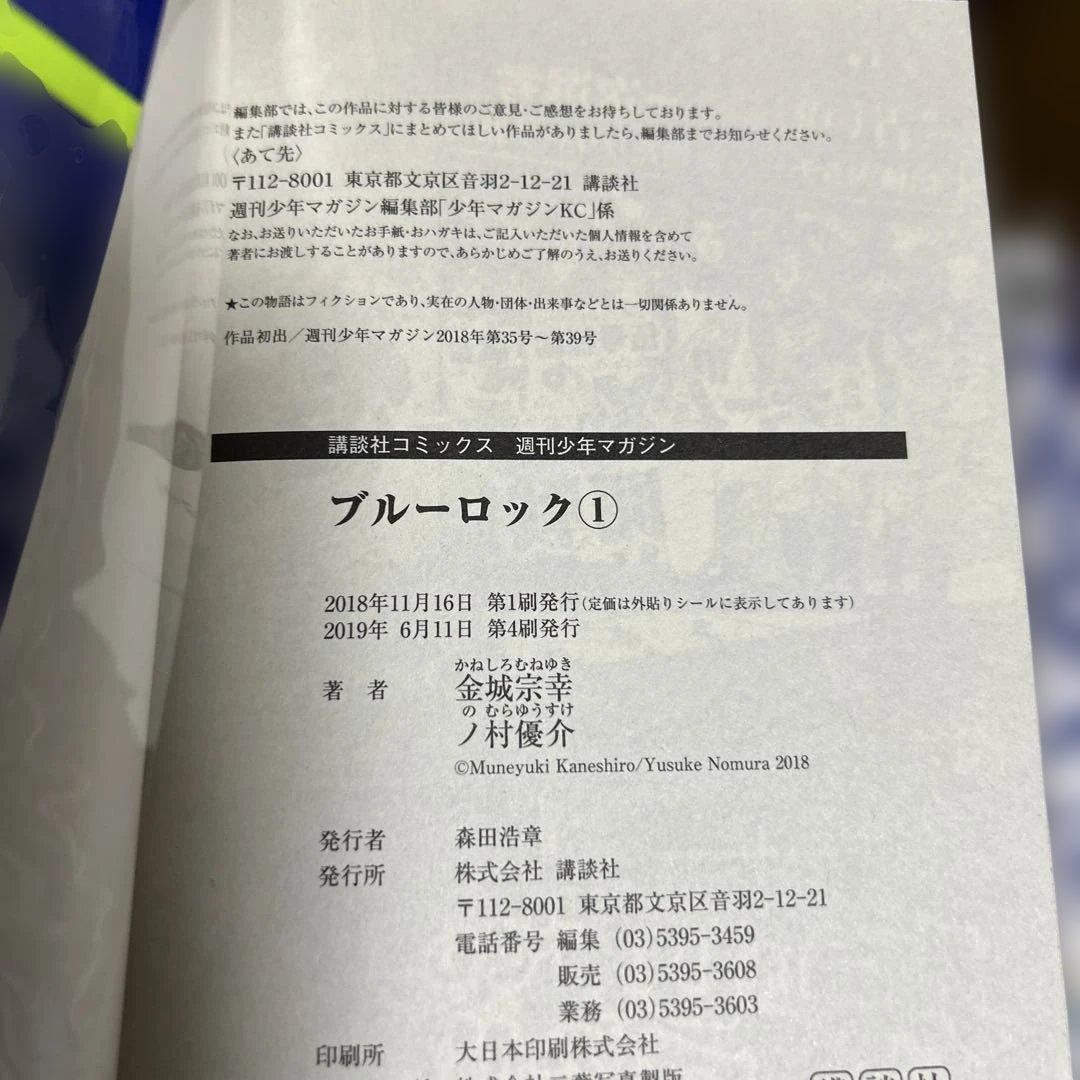 編集部では、この作品に対する皆様のご意見・ご感想をお待ちしております。
また「講談社コミックス」にまとめてほしい作品がありましたら、編集部までお知らせください。
〈あて先〉
〒112-8001 東京都文京区音羽2-12-21 講談社
週刊少年マガジン編集部「少年マガジンKC」係
なお、お送りいただいたお手紙・おハガキは、ご記入いただいた個人情報を含めて
著者にお渡しすることがありますので、あらかじめご了解のうえ、お送りください。
★この物語はフィクションであり、実在の人物・団体・出来事などとは一切関係ありません。
作品初出／週刊少年マガジン2018年第35号～第39号
講談社コミックス 週刊少年マガジン
ブルーロック①
2018年11月16日 第1刷発行(定価は外貼りシールに表示してあります)
2019年 6月11日 第4刷発行
かねしろむねゆき
著 者 金城宗幸
の むらゆうすけ
ノ村優介
©Muneyuki Kaneshiro/Yusuke Nomura 2018
発行者 森田浩章
発行所 株式会社 講談社
〒112-8001 東京都文京区音羽2-12-21
電話番号 編集 (03)5395-3459
販売 (03)5395-3608
業務 (03)5395-3603
印刷所 大日本印刷株式会社